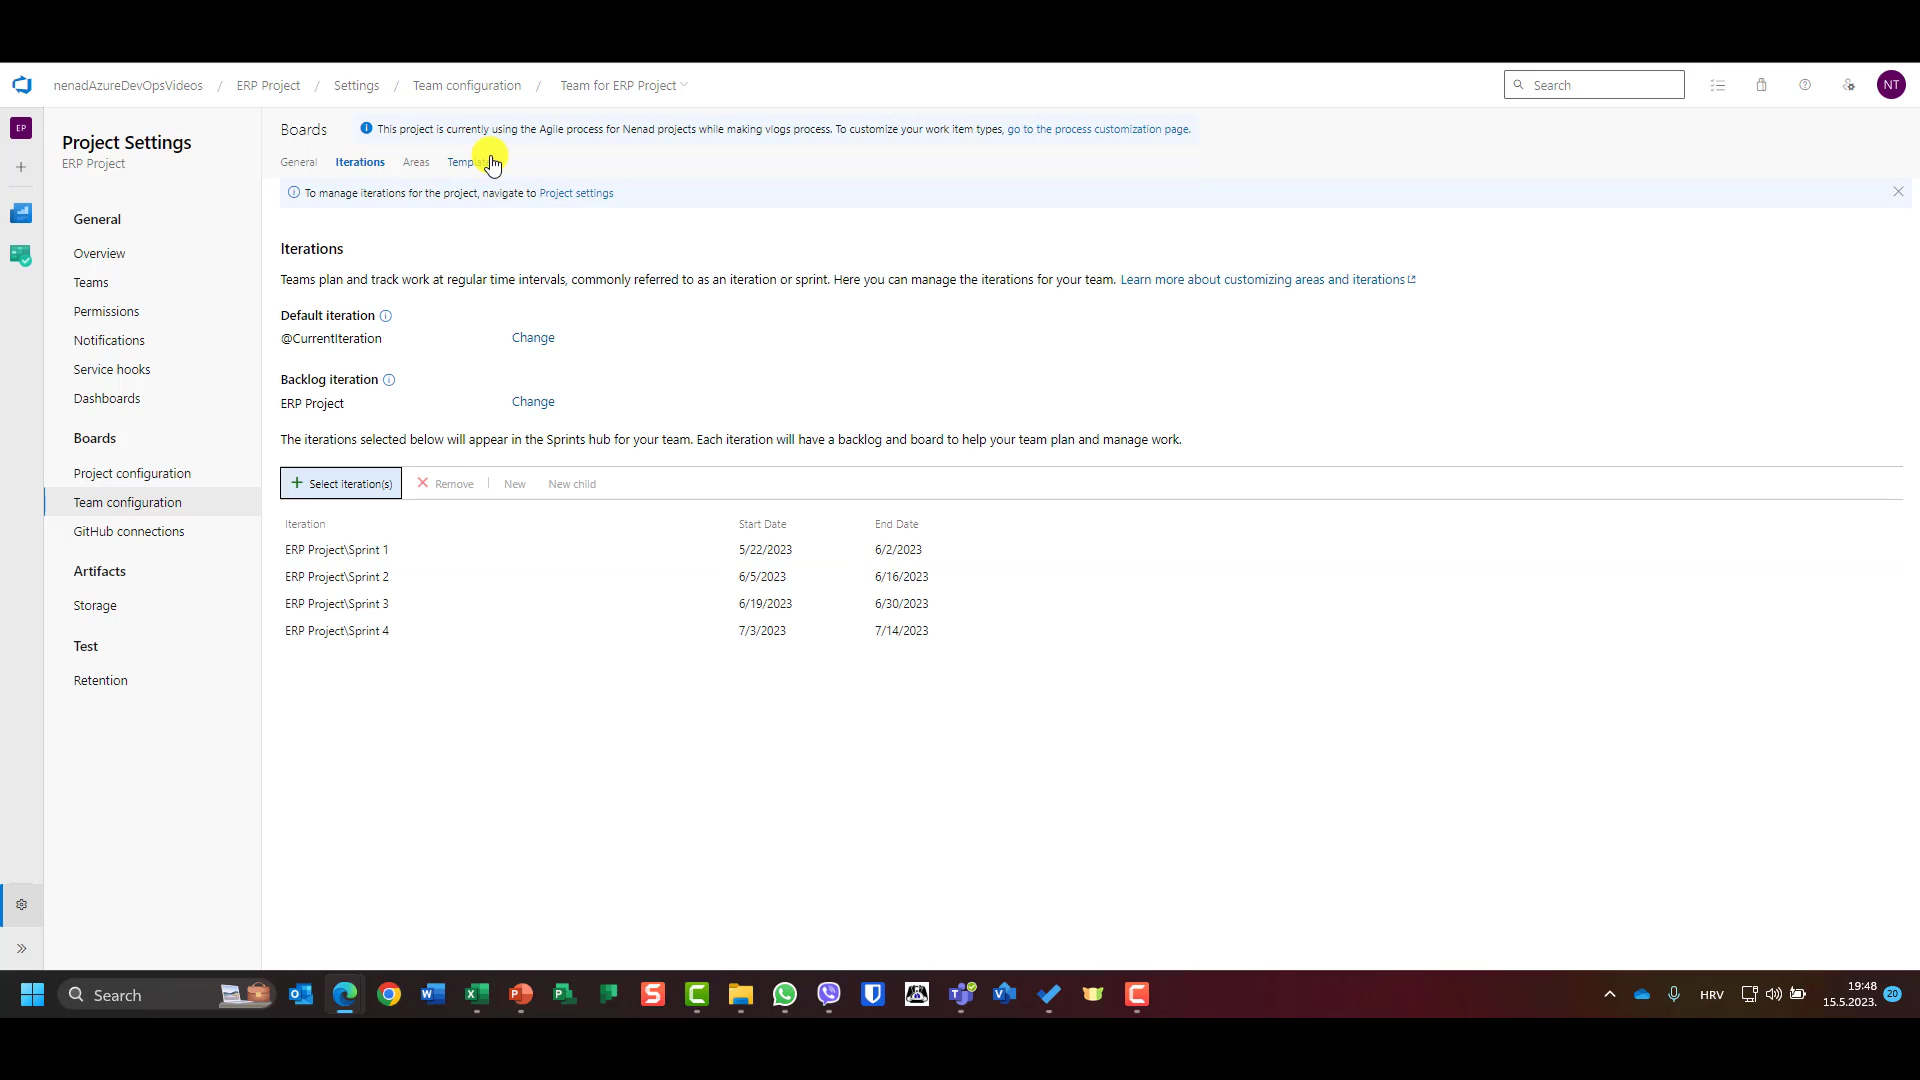 nenadAzureDevOpsVideos / ERP Project / Settings / Team configuration / Team for ERP Project
Search
NT
EP
Project Settings
ERP Project
General
Overview
Teams
Permissions
Notifications
Service hooks
Dashboards
Boards
Project configuration
Team configuration
GitHub connections
Artifacts
Storage
Test
Retention
Boards
This project is currently using the Agile process for Nenad projects while making vlogs process. To customize your work item types, go to the process customization page.
General Iterations Areas
To manage iterations for the project, navigate to Project settings
Iterations
Teams plan and track work at regular time intervals, commonly referred to as an iteration or sprint. Here you can manage the iterations for your team. Learn more about customizing areas and iterations
Default iteration
@CurrentIteration Change
Backlog iteration
ERP Project Change
The iterations selected below will appear in the Sprints hub for your team. Each iteration will have a backlog and board to help your team plan and manage work.
+ Select iteration(s) Remove New New child
Iteration Start Date End Date
ERP Project\Sprint 1 5/22/2023 6/2/2023
ERP Project\Sprint 2 6/5/2023 6/16/2023
ERP Project\Sprint 3 6/19/2023 6/30/2023
ERP Project\Sprint 4 7/3/2023 7/14/2023
Search
HRV
19:48
15.5.2023.
20